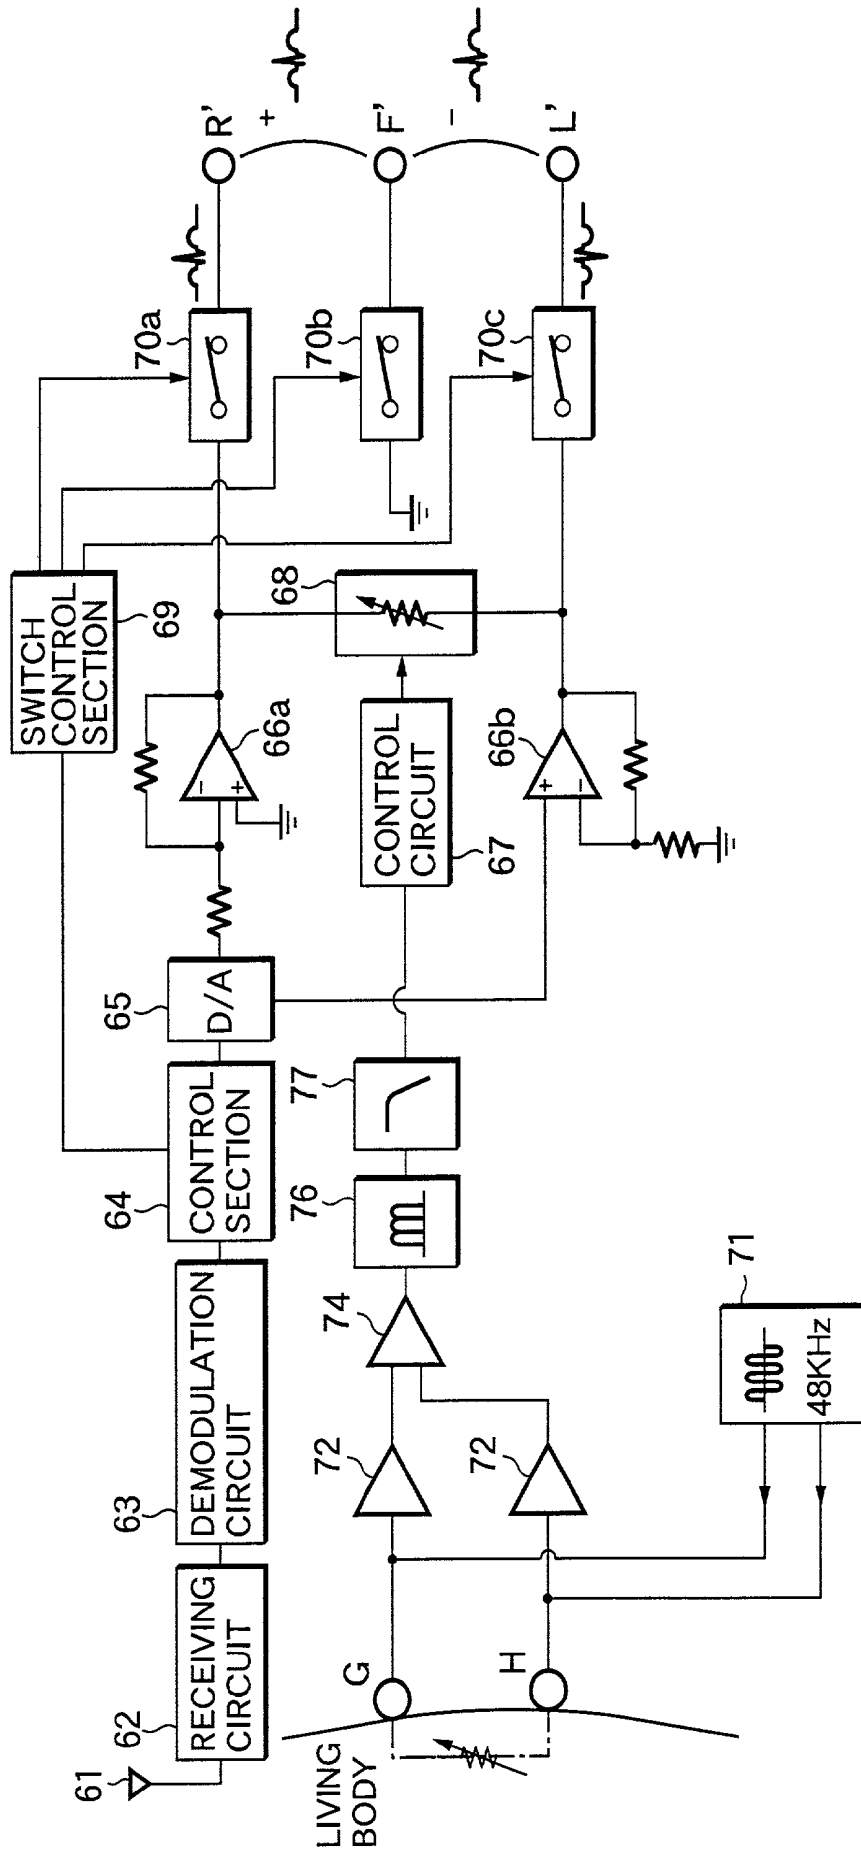 61
62
RECEIVING
CIRCUIT
63
DEMODULATION
CIRCUIT
64
CONTROL
SECTION
65
D/A
66a
−
+
SWITCH
CONTROL
SECTION
69
70a
R'
+
70b
F'
−
70c
L'
68
CONTROL
CIRCUIT
67
66b
+
−
LIVING
BODY
G
H
72
72
74
76
77
71
48KHz